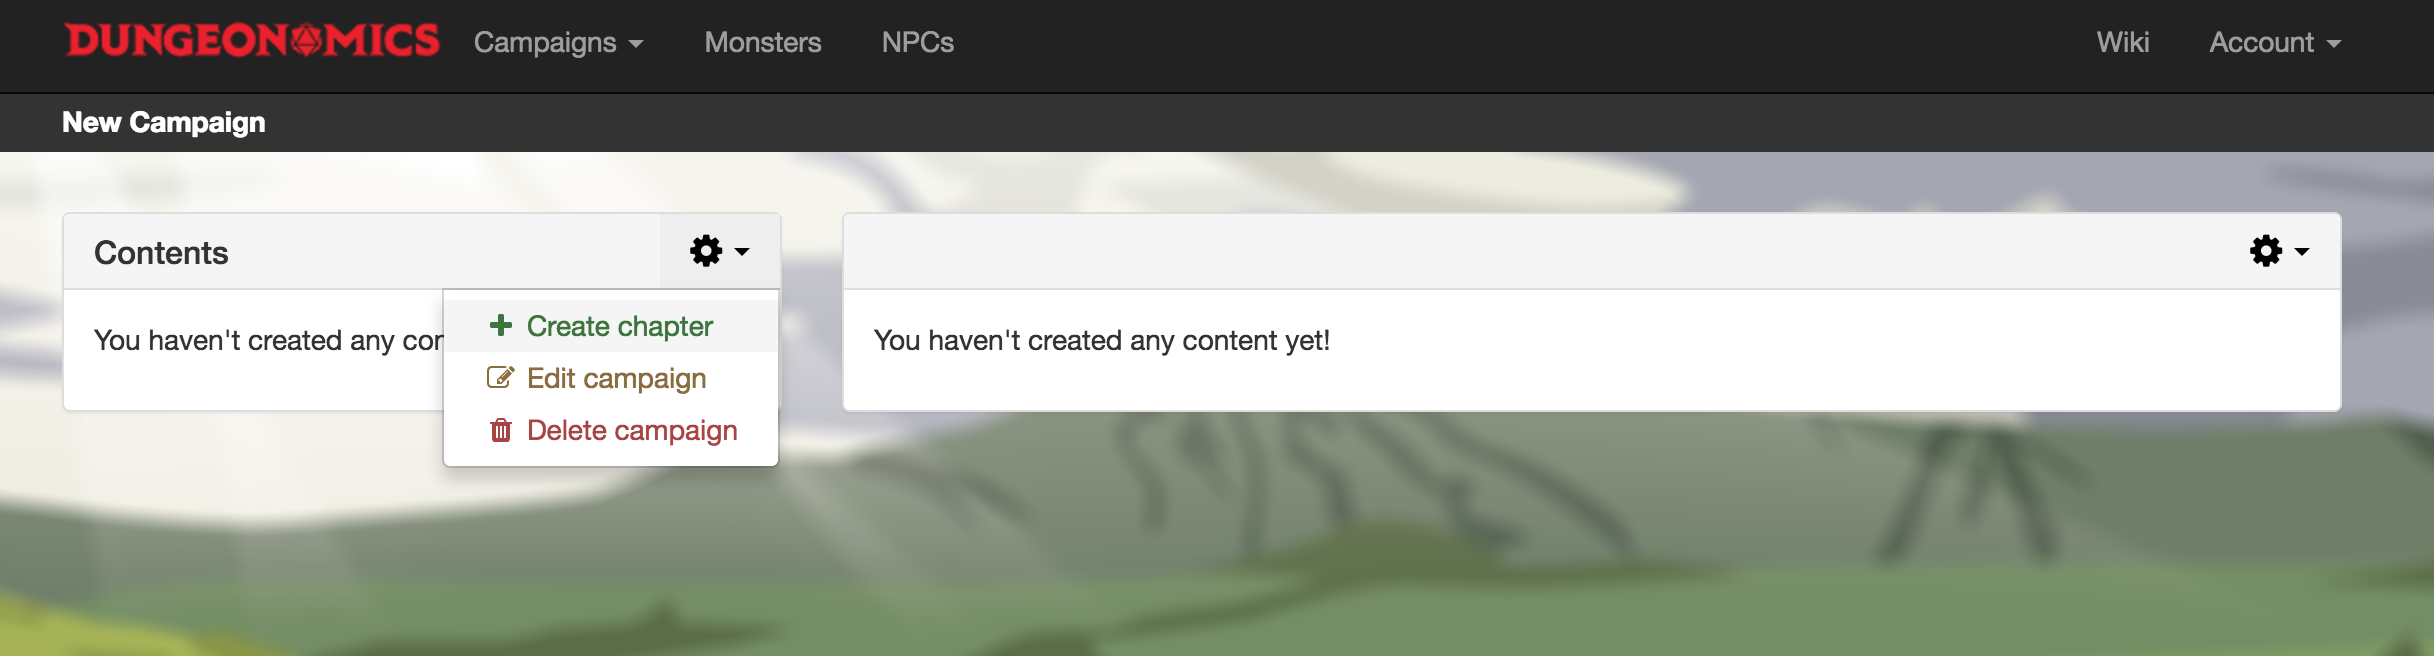 DUNGEONOMICS Campaigns Monsters NPCs Wiki Account
New Campaign
Contents
You haven't created any con
Create chapter
Edit campaign
Delete campaign
You haven't created any content yet!